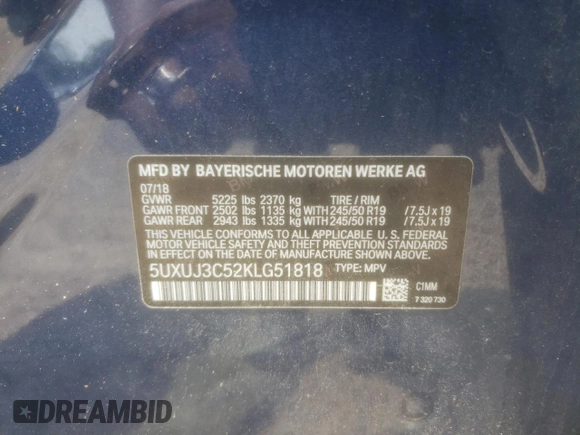 MFD BY BAYERISCHE MOTOREN WERKE AG
07/18
GVWR 5225 lbs 2370 kg TIRE / RIM
GAWR FRONT 2502 lbs 1135 kg WITH 245/50 R19 /7.5J x 19
GAWR REAR 2943 lbs 1335 kg WITH 245/50 R19 /7.5J x 19
THIS VEHICLE CONFORMS TO ALL APPLICABLE U. S. FEDERAL
MOTOR VEHICLE SAFETY AND THEFT PREVENTION STANDARDS
IN EFFECT ON THE DATE OF MANUFACTURE SHOWN ABOVE.
5UXUJ3C52KLG51818 TYPE: MPV
C1MM
7 320 730
DREAMBID